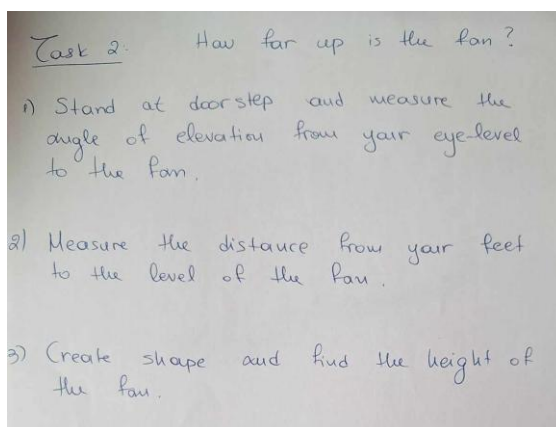 Task 2. How far up is the fan?
1) Stand at doorstep and measure the
angle of elevation from your eye-level
to the fan.
2) Measure the distance from your feet
to the level of the fan.
3) Create shape and find the height of
the fan.